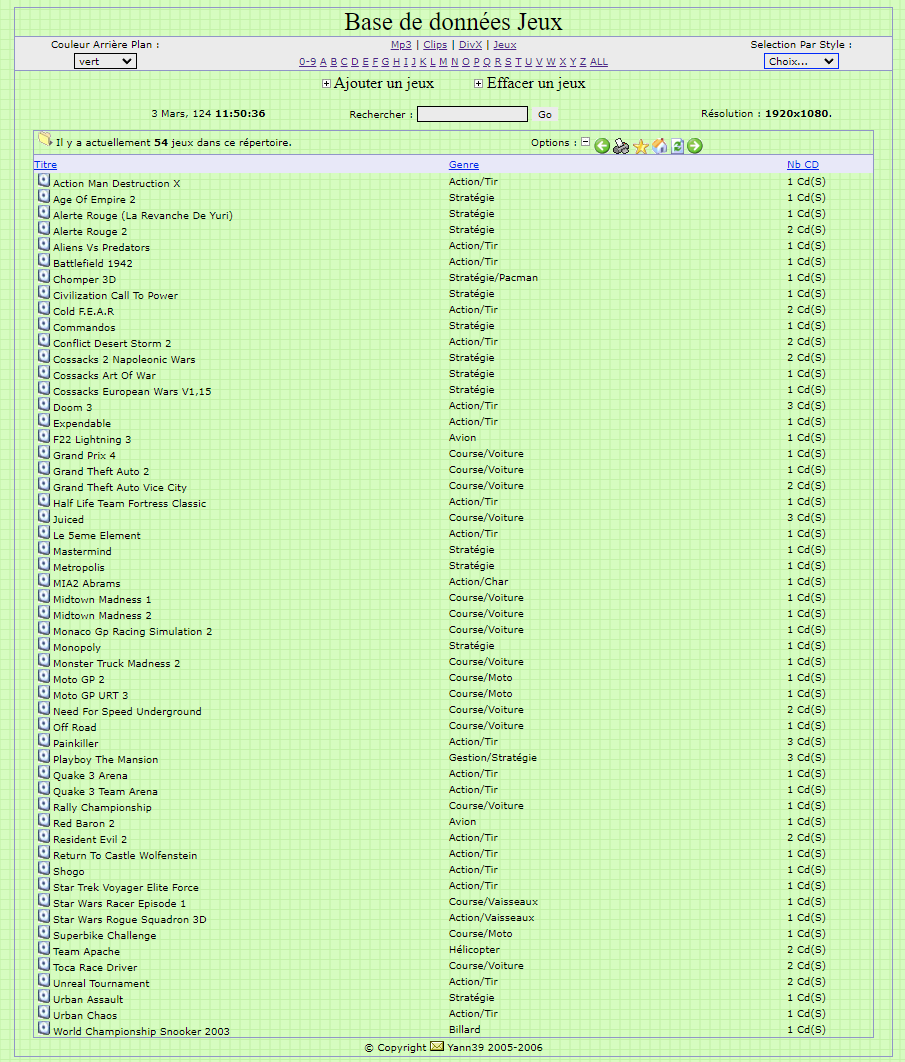 Base de données Jeux
Couleur Arrière Plan :
Mp3 | Clips | DivX | Jeux
Selection Par Style :
vert
0-9 A B C D E F G H I J K L M N O P Q R S T U V W X Y Z ALL
Choix...
Ajouter un jeux
Effacer un jeux
3 Mars, 124 11:50:36
Rechercher :
Go
Résolution : 1920x1080.
Il y a actuellement 54 jeux dans ce répertoire.
Options :
Titre Genre Nb CD
Action Man Destruction X Action/Tir 1 Cd(S)
Age Of Empire 2 Stratégie 1 Cd(S)
Alerte Rouge (La Revanche De Yuri) Stratégie 1 Cd(S)
Alerte Rouge 2 Stratégie 2 Cd(S)
Aliens Vs Predators Action/Tir 1 Cd(S)
Battlefield 1942 Action/Tir 1 Cd(S)
Chomper 3D Stratégie/Pacman 1 Cd(S)
Civilization Call To Power Stratégie 1 Cd(S)
Cold F.E.A.R Action/Tir 2 Cd(S)
Commandos Stratégie 1 Cd(S)
Conflict Desert Storm 2 Action/Tir 2 Cd(S)
Cossacks 2 Napoleonic Wars Stratégie 2 Cd(S)
Cossacks Art Of War Stratégie 1 Cd(S)
Cossacks European Wars V1,15 Stratégie 1 Cd(S)
Doom 3 Action/Tir 3 Cd(S)
Expendable Action/Tir 1 Cd(S)
F22 Lightning 3 Avion 1 Cd(S)
Grand Prix 4 Course/Voiture 1 Cd(S)
Grand Theft Auto 2 Course/Voiture 1 Cd(S)
Grand Theft Auto Vice City Course/Voiture 2 Cd(S)
Half Life Team Fortress Classic Action/Tir 1 Cd(S)
Juiced Course/Voiture 3 Cd(S)
Le 5eme Element Action/Tir 1 Cd(S)
Mastermind Stratégie 1 Cd(S)
Metropolis Stratégie 1 Cd(S)
MIA2 Abrams Action/Char 1 Cd(S)
Midtown Madness 1 Course/Voiture 1 Cd(S)
Midtown Madness 2 Course/Voiture 1 Cd(S)
Monaco Gp Racing Simulation 2 Course/Voiture 1 Cd(S)
Monopoly Stratégie 1 Cd(S)
Monster Truck Madness 2 Course/Voiture 1 Cd(S)
Moto GP 2 Course/Moto 1 Cd(S)
Moto GP URT 3 Course/Moto 1 Cd(S)
Need For Speed Underground Course/Voiture 2 Cd(S)
Off Road Course/Voiture 1 Cd(S)
Painkiller Action/Tir 3 Cd(S)
Playboy The Mansion Gestion/Stratégie 3 Cd(S)
Quake 3 Arena Action/Tir 1 Cd(S)
Quake 3 Team Arena Action/Tir 1 Cd(S)
Rally Championship Course/Voiture 1 Cd(S)
Red Baron 2 Avion 1 Cd(S)
Resident Evil 2 Action/Tir 2 Cd(S)
Return To Castle Wolfenstein Action/Tir 1 Cd(S)
Shogo Action/Tir 1 Cd(S)
Star Trek Voyager Elite Force Action/Tir 1 Cd(S)
Star Wars Racer Episode 1 Course/Vaisseaux 1 Cd(S)
Star Wars Rogue Squadron 3D Action/Vaisseaux 1 Cd(S)
Superbike Challenge Course/Moto 1 Cd(S)
Team Apache Hélicopter 2 Cd(S)
Toca Race Driver Course/Voiture 2 Cd(S)
Unreal Tournament Action/Tir 2 Cd(S)
Urban Assault Stratégie 1 Cd(S)
Urban Chaos Action/Tir 1 Cd(S)
World Championship Snooker 2003 Billard 1 Cd(S)
© Copyright Yann39 2005-2006